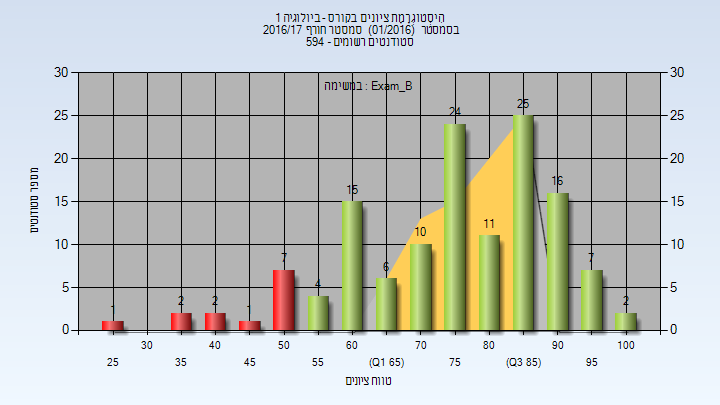 היסטוגרמת ציונים בקורס - ביולוגיה 1
בסמסטר (01/2016) סמסטר חורף 2016/17
סטודנטים רשומים - 594
במשימה : Exam_B
מספר סטודנטים
30 25 20 15 10 5 0
30 25 20 15 10 5 0
1 2 2 1 7 4 15 6 10 24 11 25 16 7 2
25 30 35 40 45 50 55 60 (Q1 65) 70 75 80 (Q3 85) 90 95 100
טווח ציונים